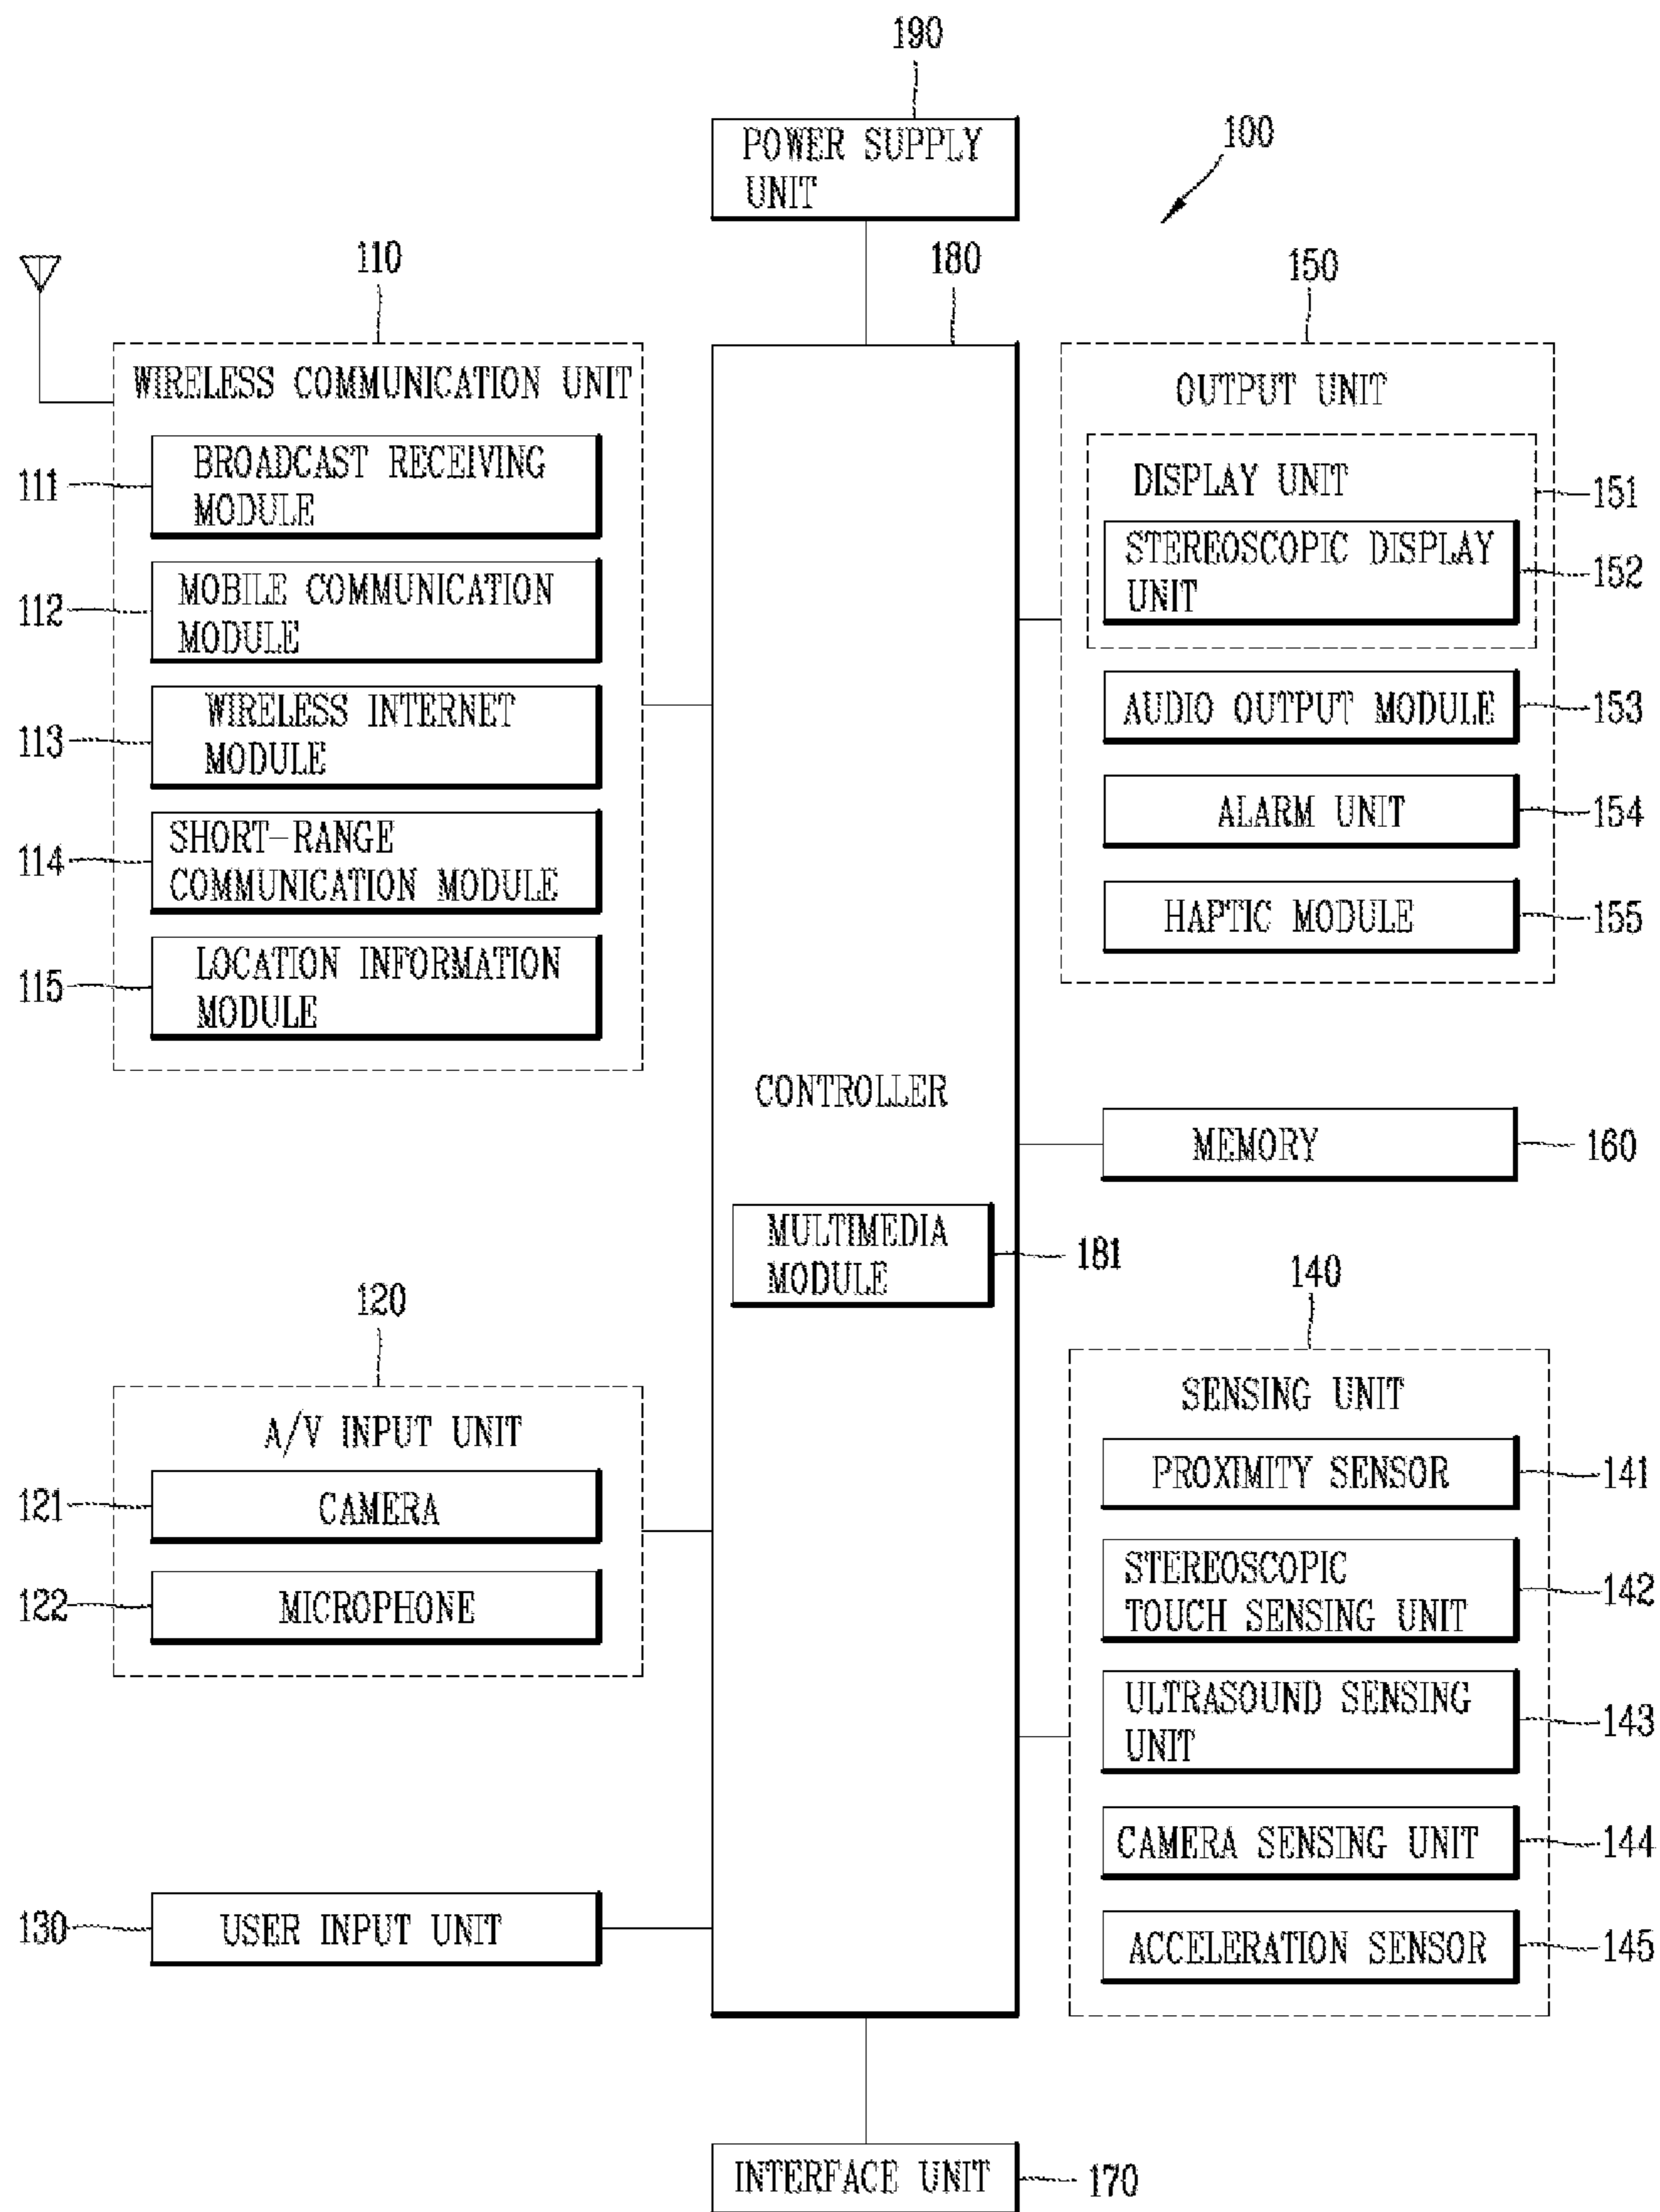 190
POWER SUPPLY
UNIT
100
110
180
150
WIRELESS COMMUNICATION UNIT
111
BROADCAST RECEIVING
MODULE
112
MOBILE COMMUNICATION
MODULE
113
WIRELESS INTERNET
MODULE
114
SHORT-RANGE
COMMUNICATION MODULE
115
LOCATION INFORMATION
MODULE
OUTPUT UNIT
DISPLAY UNIT
151
STEREOSCOPIC DISPLAY
UNIT
152
AUDIO OUTPUT MODULE
153
ALARM UNIT
154
HAPTIC MODULE
155
CONTROLLER
MULTIMEDIA
MODULE
181
MEMORY
160
120
A/V INPUT UNIT
121
CAMERA
122
MICROPHONE
140
SENSING UNIT
PROXIMITY SENSOR
141
STEREOSCOPIC
TOUCH SENSING UNIT
142
ULTRASOUND SENSING
UNIT
143
CAMERA SENSING UNIT
144
ACCELERATION SENSOR
145
130
USER INPUT UNIT
INTERFACE UNIT
170